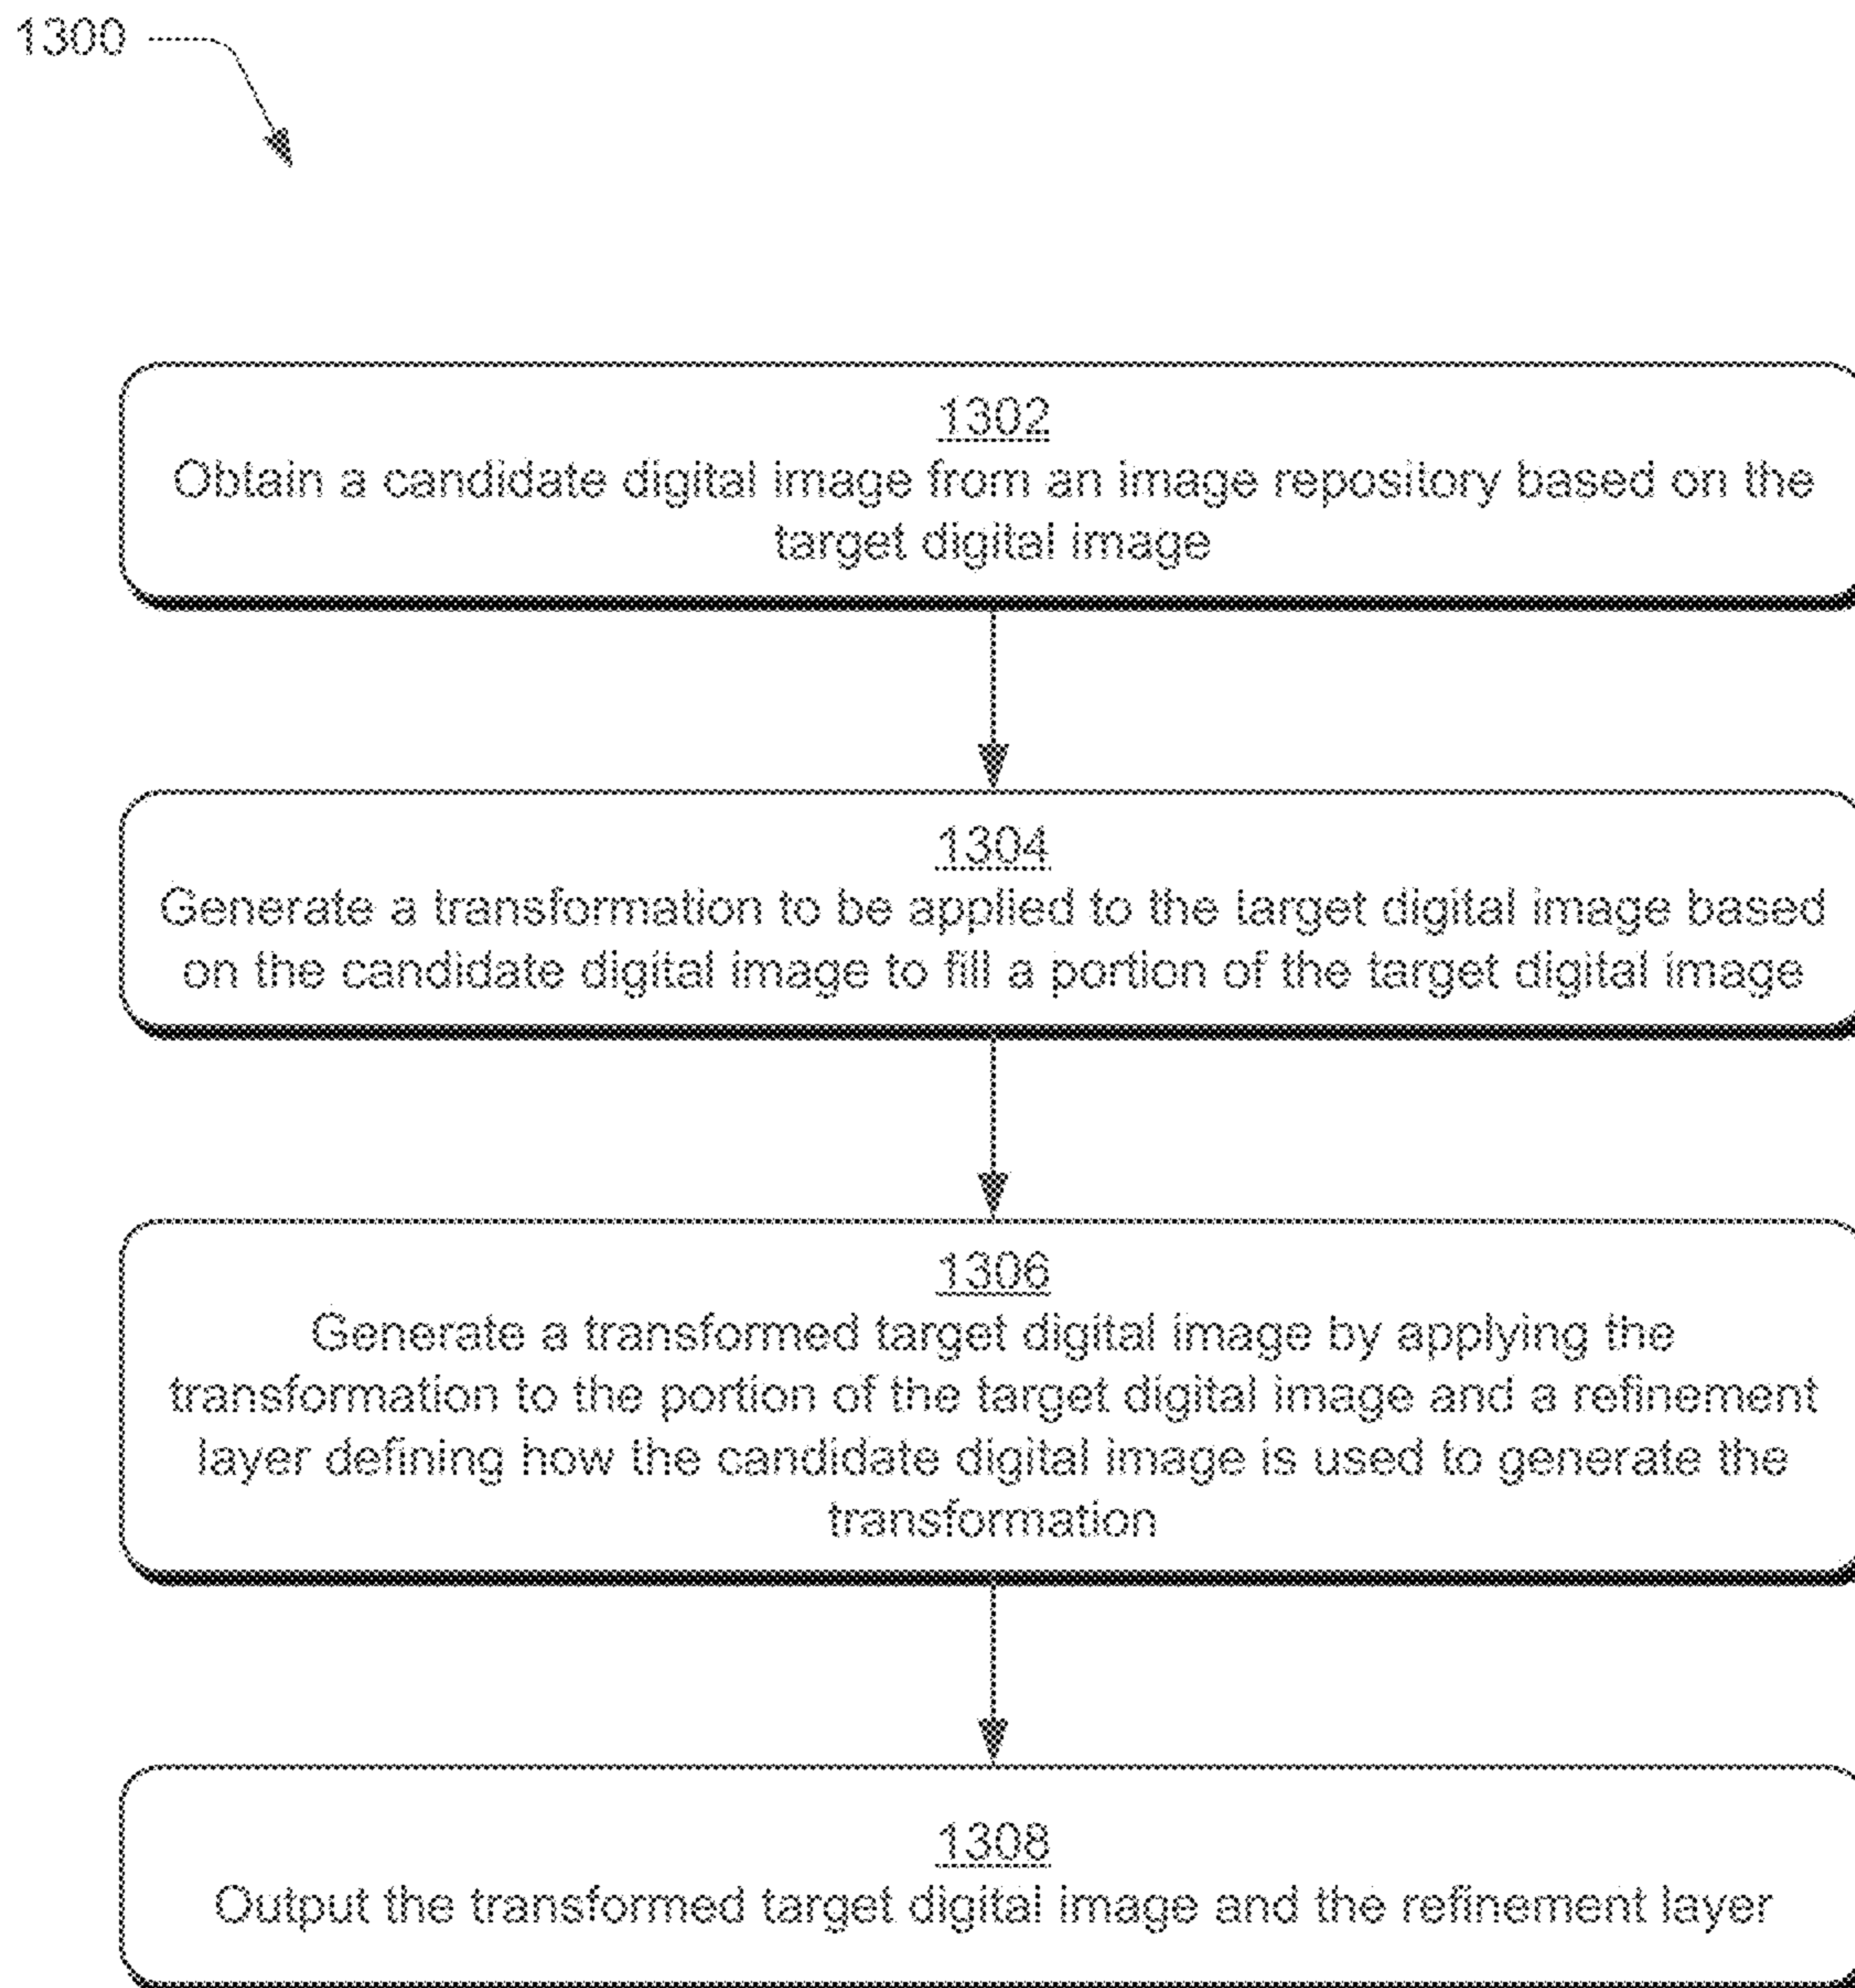 1300
1302
Obtain a candidate digital image from an image repository based on the
target digital image
1304
Generate a transformation to be applied to the target digital image based
on the candidate digital image to fill a portion of the target digital image
1306
Generate a transformed target digital image by applying the
transformation to the portion of the target digital image and a refinement
layer defining how the candidate digital image is used to generate the
transformation
1308
Output the transformed target digital image and the refinement layer